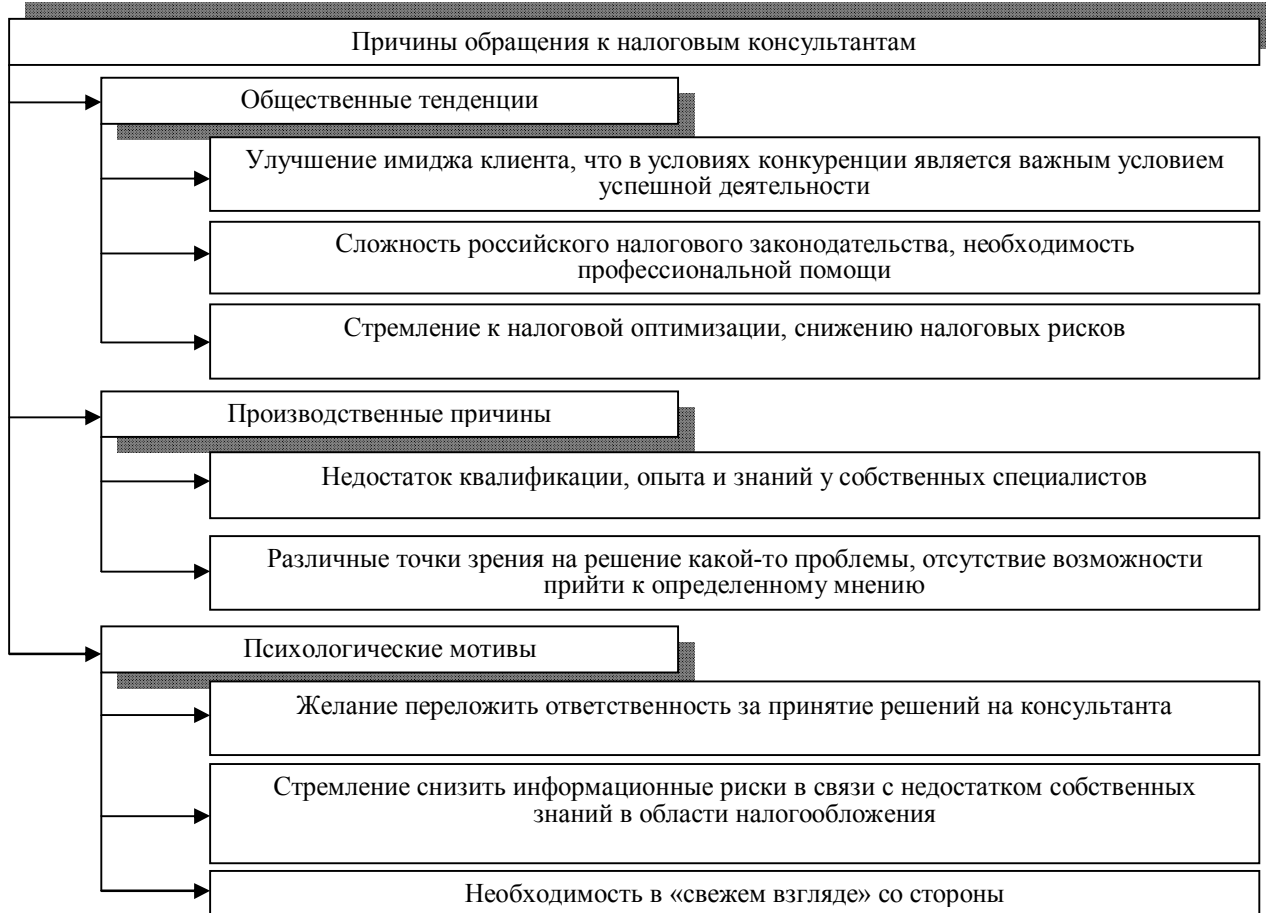 Причины обращения к налоговым консультантам
Общественные тенденции
Улучшение имиджа клиента, что в условиях конкуренции является важным условием
успешной деятельности
Сложность российского налогового законодательства, необходимость
профессиональной помощи
Стремление к налоговой оптимизации, снижению налоговых рисков
Производственные причины
Недостаток квалификации, опыта и знаний у собственных специалистов
Различные точки зрения на решение какой-то проблемы, отсутствие возможности
прийти к определенному мнению
Психологические мотивы
Желание переложить ответственность за принятие решений на консультанта
Стремление снизить информационные риски в связи с недостатком собственных
знаний в области налогообложения
Необходимость в «свежем взгляде» со стороны